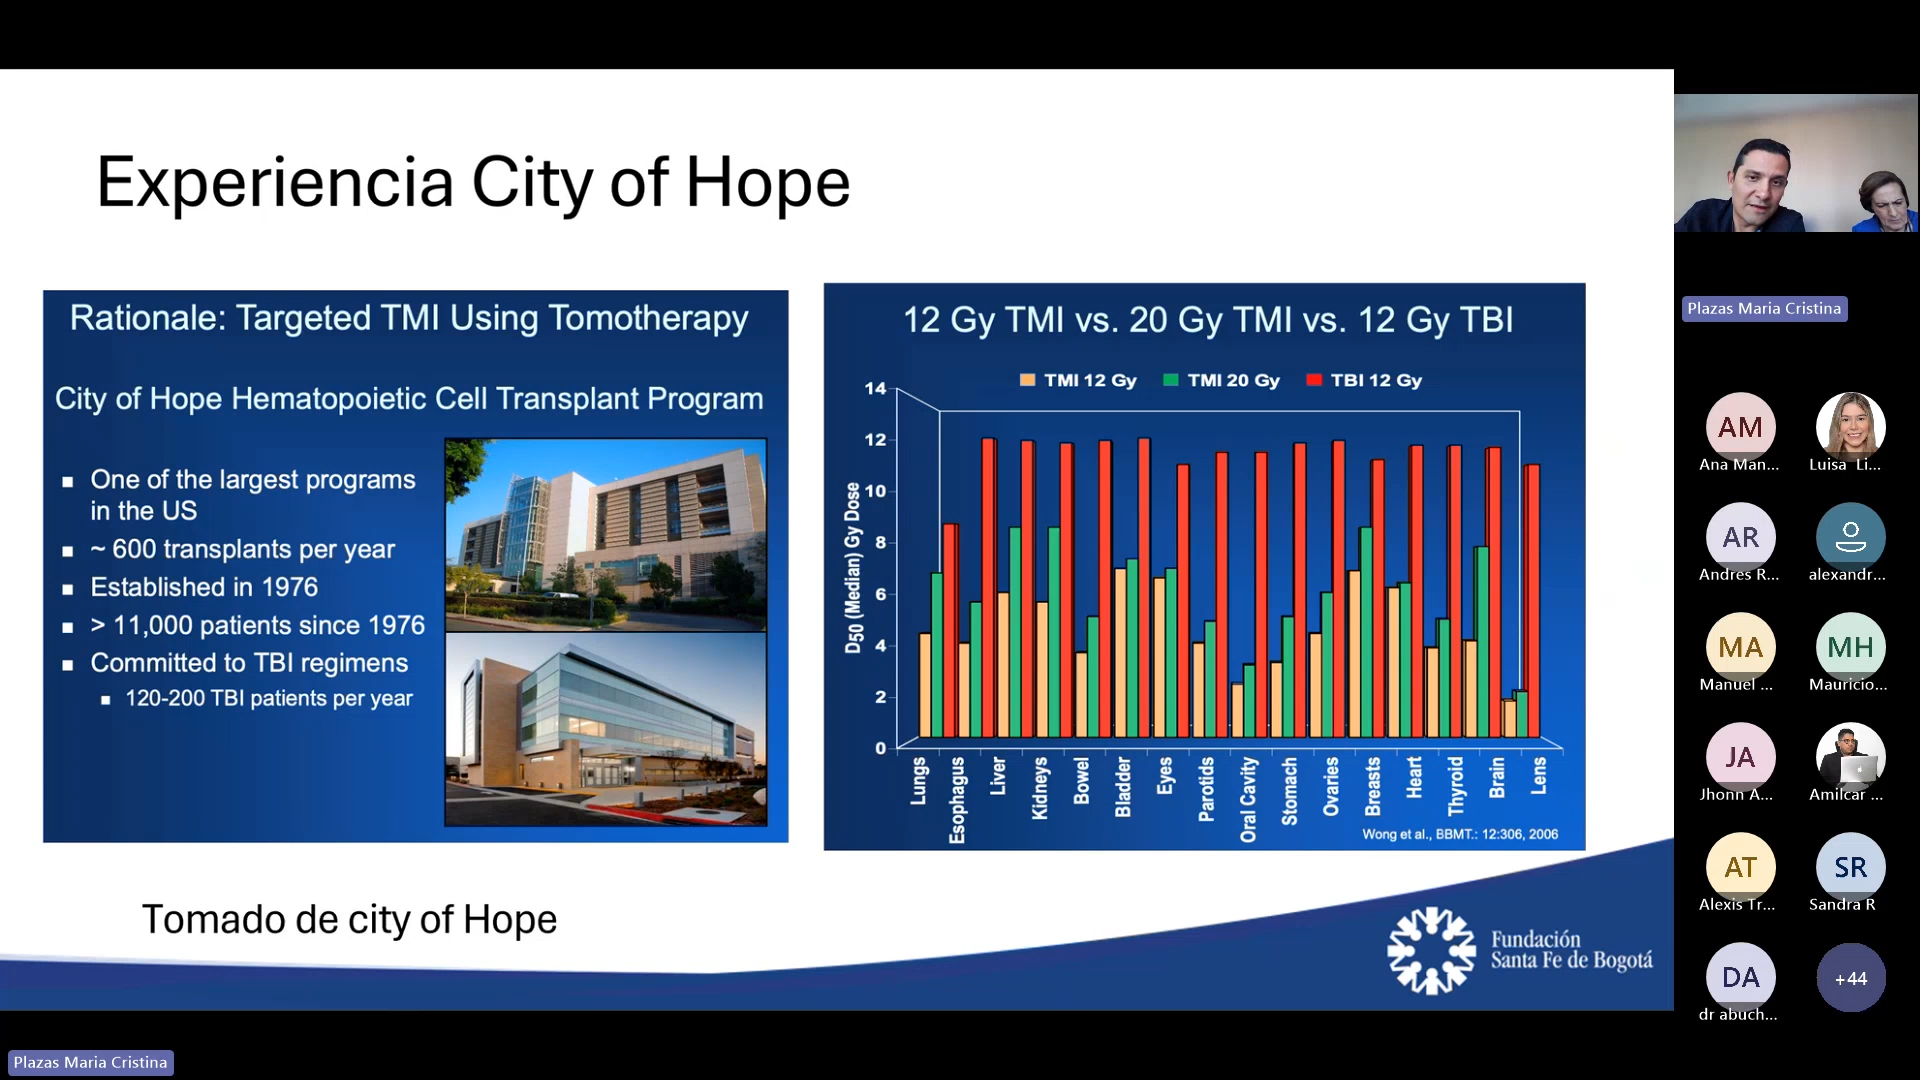 Experiencia City of Hope
Rationale: Targeted TMI Using Tomotherapy
City of Hope Hematopoietic Cell Transplant Program
One of the largest programs
in the US
~ 600 transplants per year
Established in 1976
> 11,000 patients since 1976
Committed to TBI regimens
120-200 TBI patients per year
12 Gy TMI vs. 20 Gy TMI vs. 12 Gy TBI
TMI 12 Gy TMI 20 Gy TBI 12 Gy
D50 (Median) Gy Dose
14
12
10
8
6
4
2
0
Lungs
Esophagus
Liver
Kidneys
Bowel
Bladder
Eyes
Parotids
Oral Cavity
Stomach
Ovaries
Breasts
Heart
Thyroid
Brain
Lens
Wong et al., BBMT.: 12:306, 2006
Tomado de city of Hope
Fundación
Santa Fe de Bogotá
Plazas Maria Cristina
AM
Ana Man...
Luisa Li...
AR
Andres R...
alexandr...
MA
Manuel ...
MH
Mauricio...
JA
Jhonn A...
Amilcar ...
AT
Alexis Tr...
SR
Sandra R
DA
dr abuch...
+44
Plazas Maria Cristina